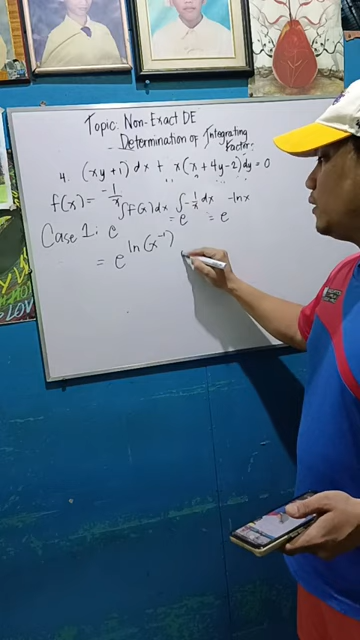 Topic: Non-Exact DE
- Determination of Integrating Factor:
4. (xy+1) dx + x(x+4y-2)dy = 0
f(x) = -1/x
Case 1: e^∫f(x)dx = e^∫-1/x dx = e^-lnx
= e^ln(x⁻¹)